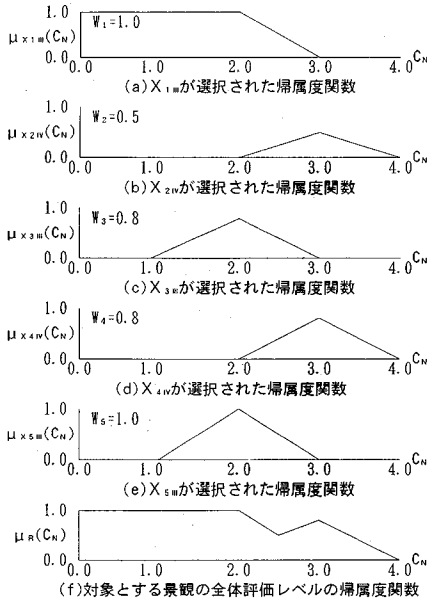 1.0
μx1Ⅲ(CN)
W1=1.0
0.0
0.0 1.0 2.0 3.0 4.0 CN
(a)X1Ⅲが選択された帰属度関数
1.0
μx2Ⅳ(CN)
W2=0.5
0.0
0.0 1.0 2.0 3.0 4.0 CN
(b)X2Ⅳが選択された帰属度関数
1.0
μx3Ⅲ(CN)
W3=0.8
0.0
0.0 1.0 2.0 3.0 4.0 CN
(c)X3Ⅲが選択された帰属度関数
1.0
μx4Ⅳ(CN)
W4=0.8
0.0
0.0 1.0 2.0 3.0 4.0 CN
(d)X4Ⅳが選択された帰属度関数
1.0
μx5Ⅲ(CN)
W5=1.0
0.0
0.0 1.0 2.0 3.0 4.0 CN
(e)X5Ⅲが選択された帰属度関数
1.0
μR(CN)
0.0
0.0 1.0 2.0 3.0 4.0 CN
(f)対象とする景観の全体評価レベルの帰属度関数